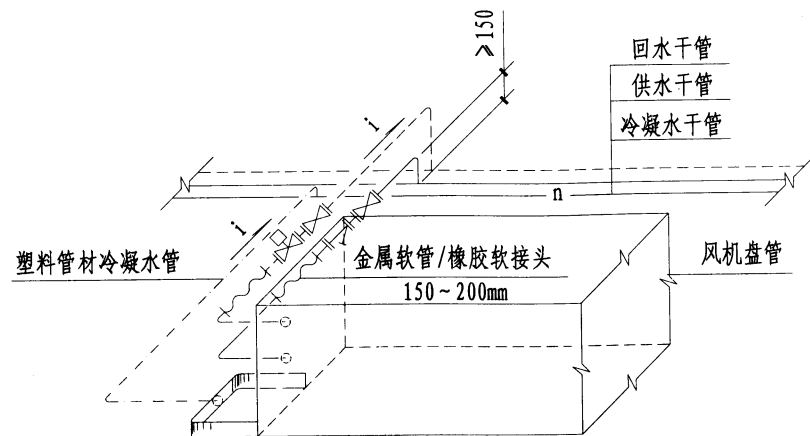 ≥150
回水干管
供水干管
冷凝水干管
i
n
i
塑料管材冷凝水管
金属软管/橡胶软接头
150~200mm
风机盘管